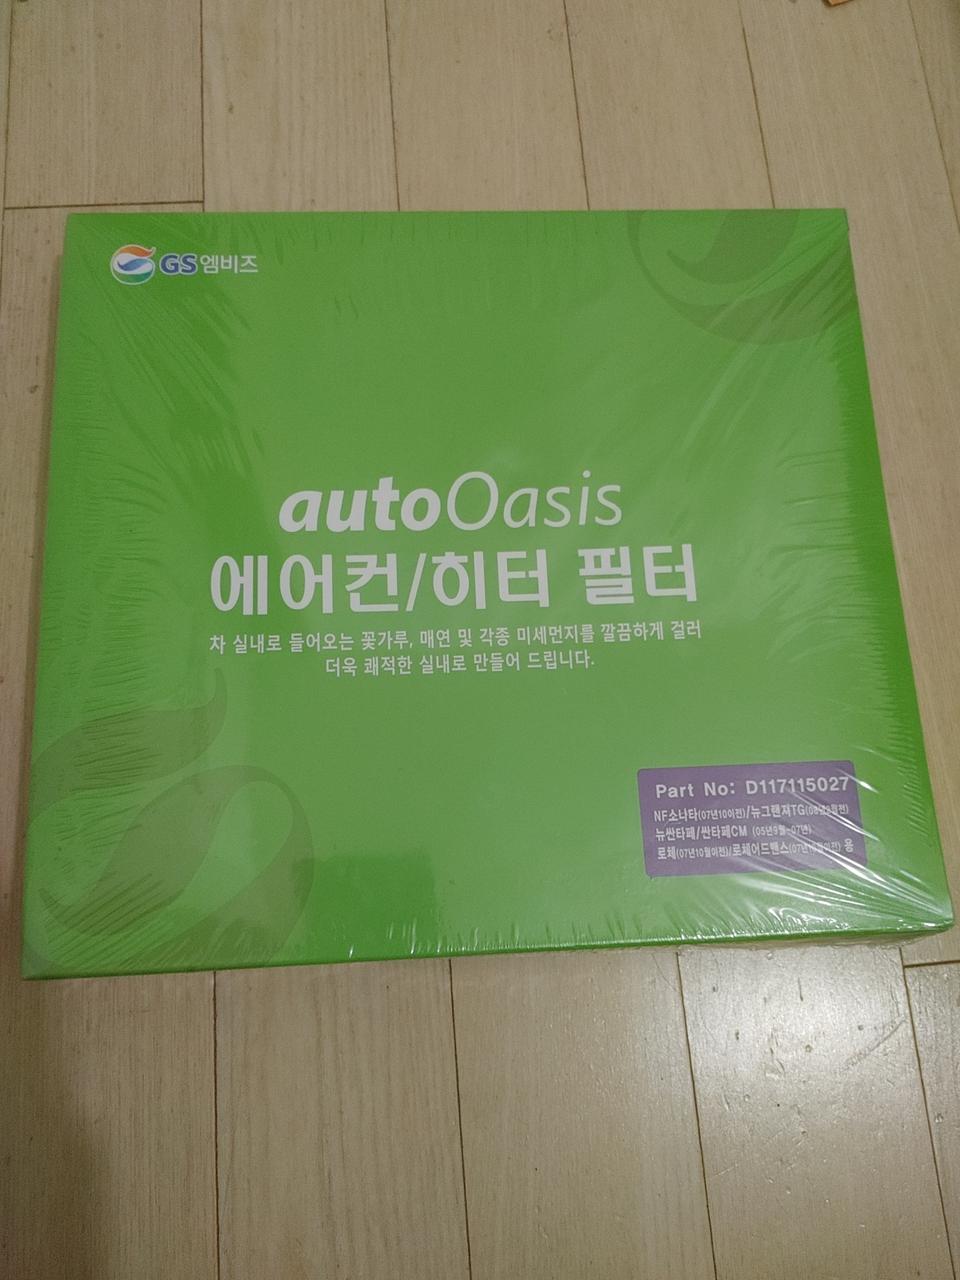 GS엠비즈
autoOasis
에어컨/히터 필터
차 실내로 들어오는 꽃가루, 매연 및 각종 미세먼지를 깔끔하게 걸러
더욱 쾌적한 실내로 만들어 드립니다.
Part No: D117115027
NF소나타(07년10이전)/뉴그랜져TG
뉴싼타페/싼타페CM (05년9월~07년)
로체(07년10월이전)/로체어드밴스 용